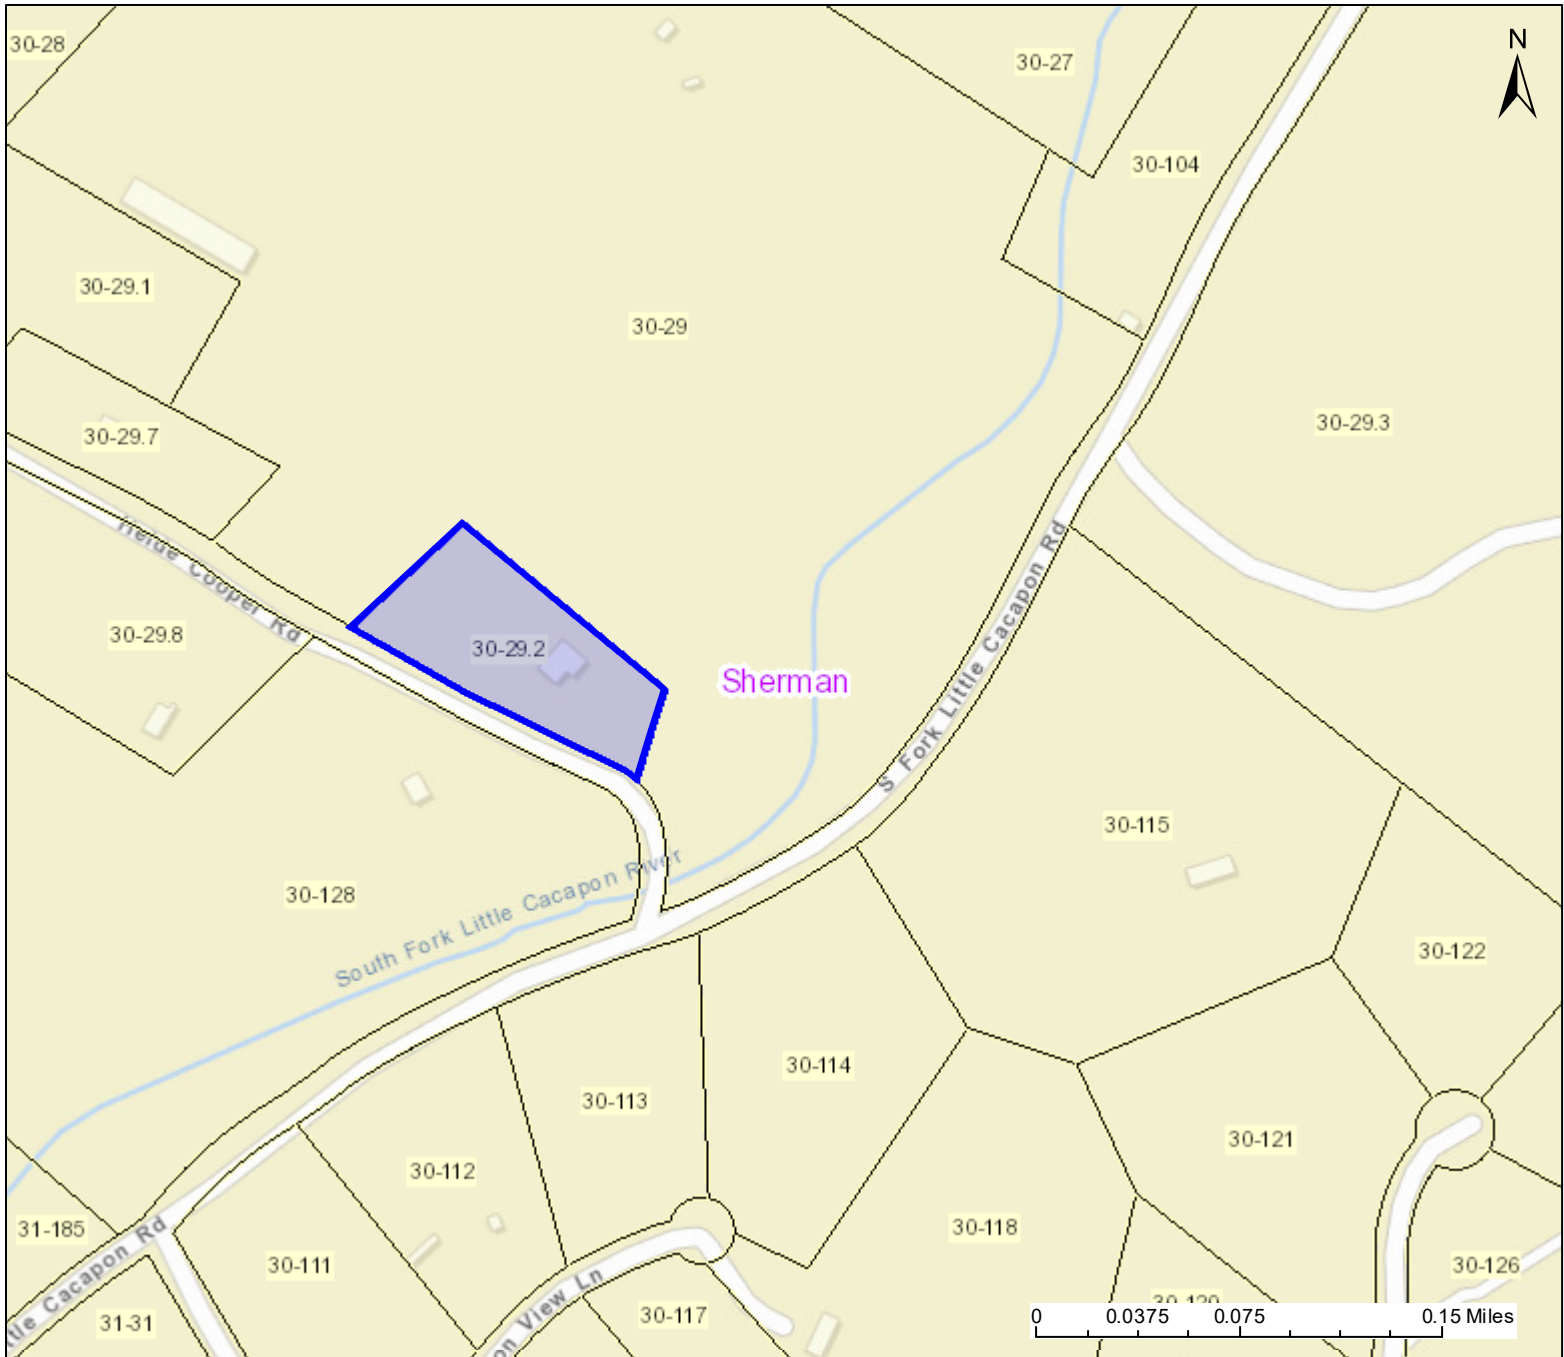 30-28
30-27
N
30-104
30-29.1
30-29
30-29.3
30-29.7
Cooper Rd
30-29.8
30-29.2
Sherman
S Fork Little Cacapon Rd
30-115
30-128
South Fork Little Cacapon River
30-122
30-114
30-113
30-121
30-112
31-185
30-118
30-111
30-126
Cacapon Rd
31-31
View Ln
30-117
0 0.0375 0.075 0.15 Miles